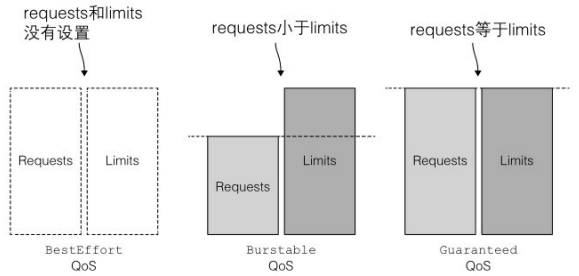 requests和limits
没有设置
requests小于limits
requests等于limits
Requests
Limits
Requests
Limits
Requests
Limits
BestEffort
QoS
Burstable
QoS
Guaranteed
QoS